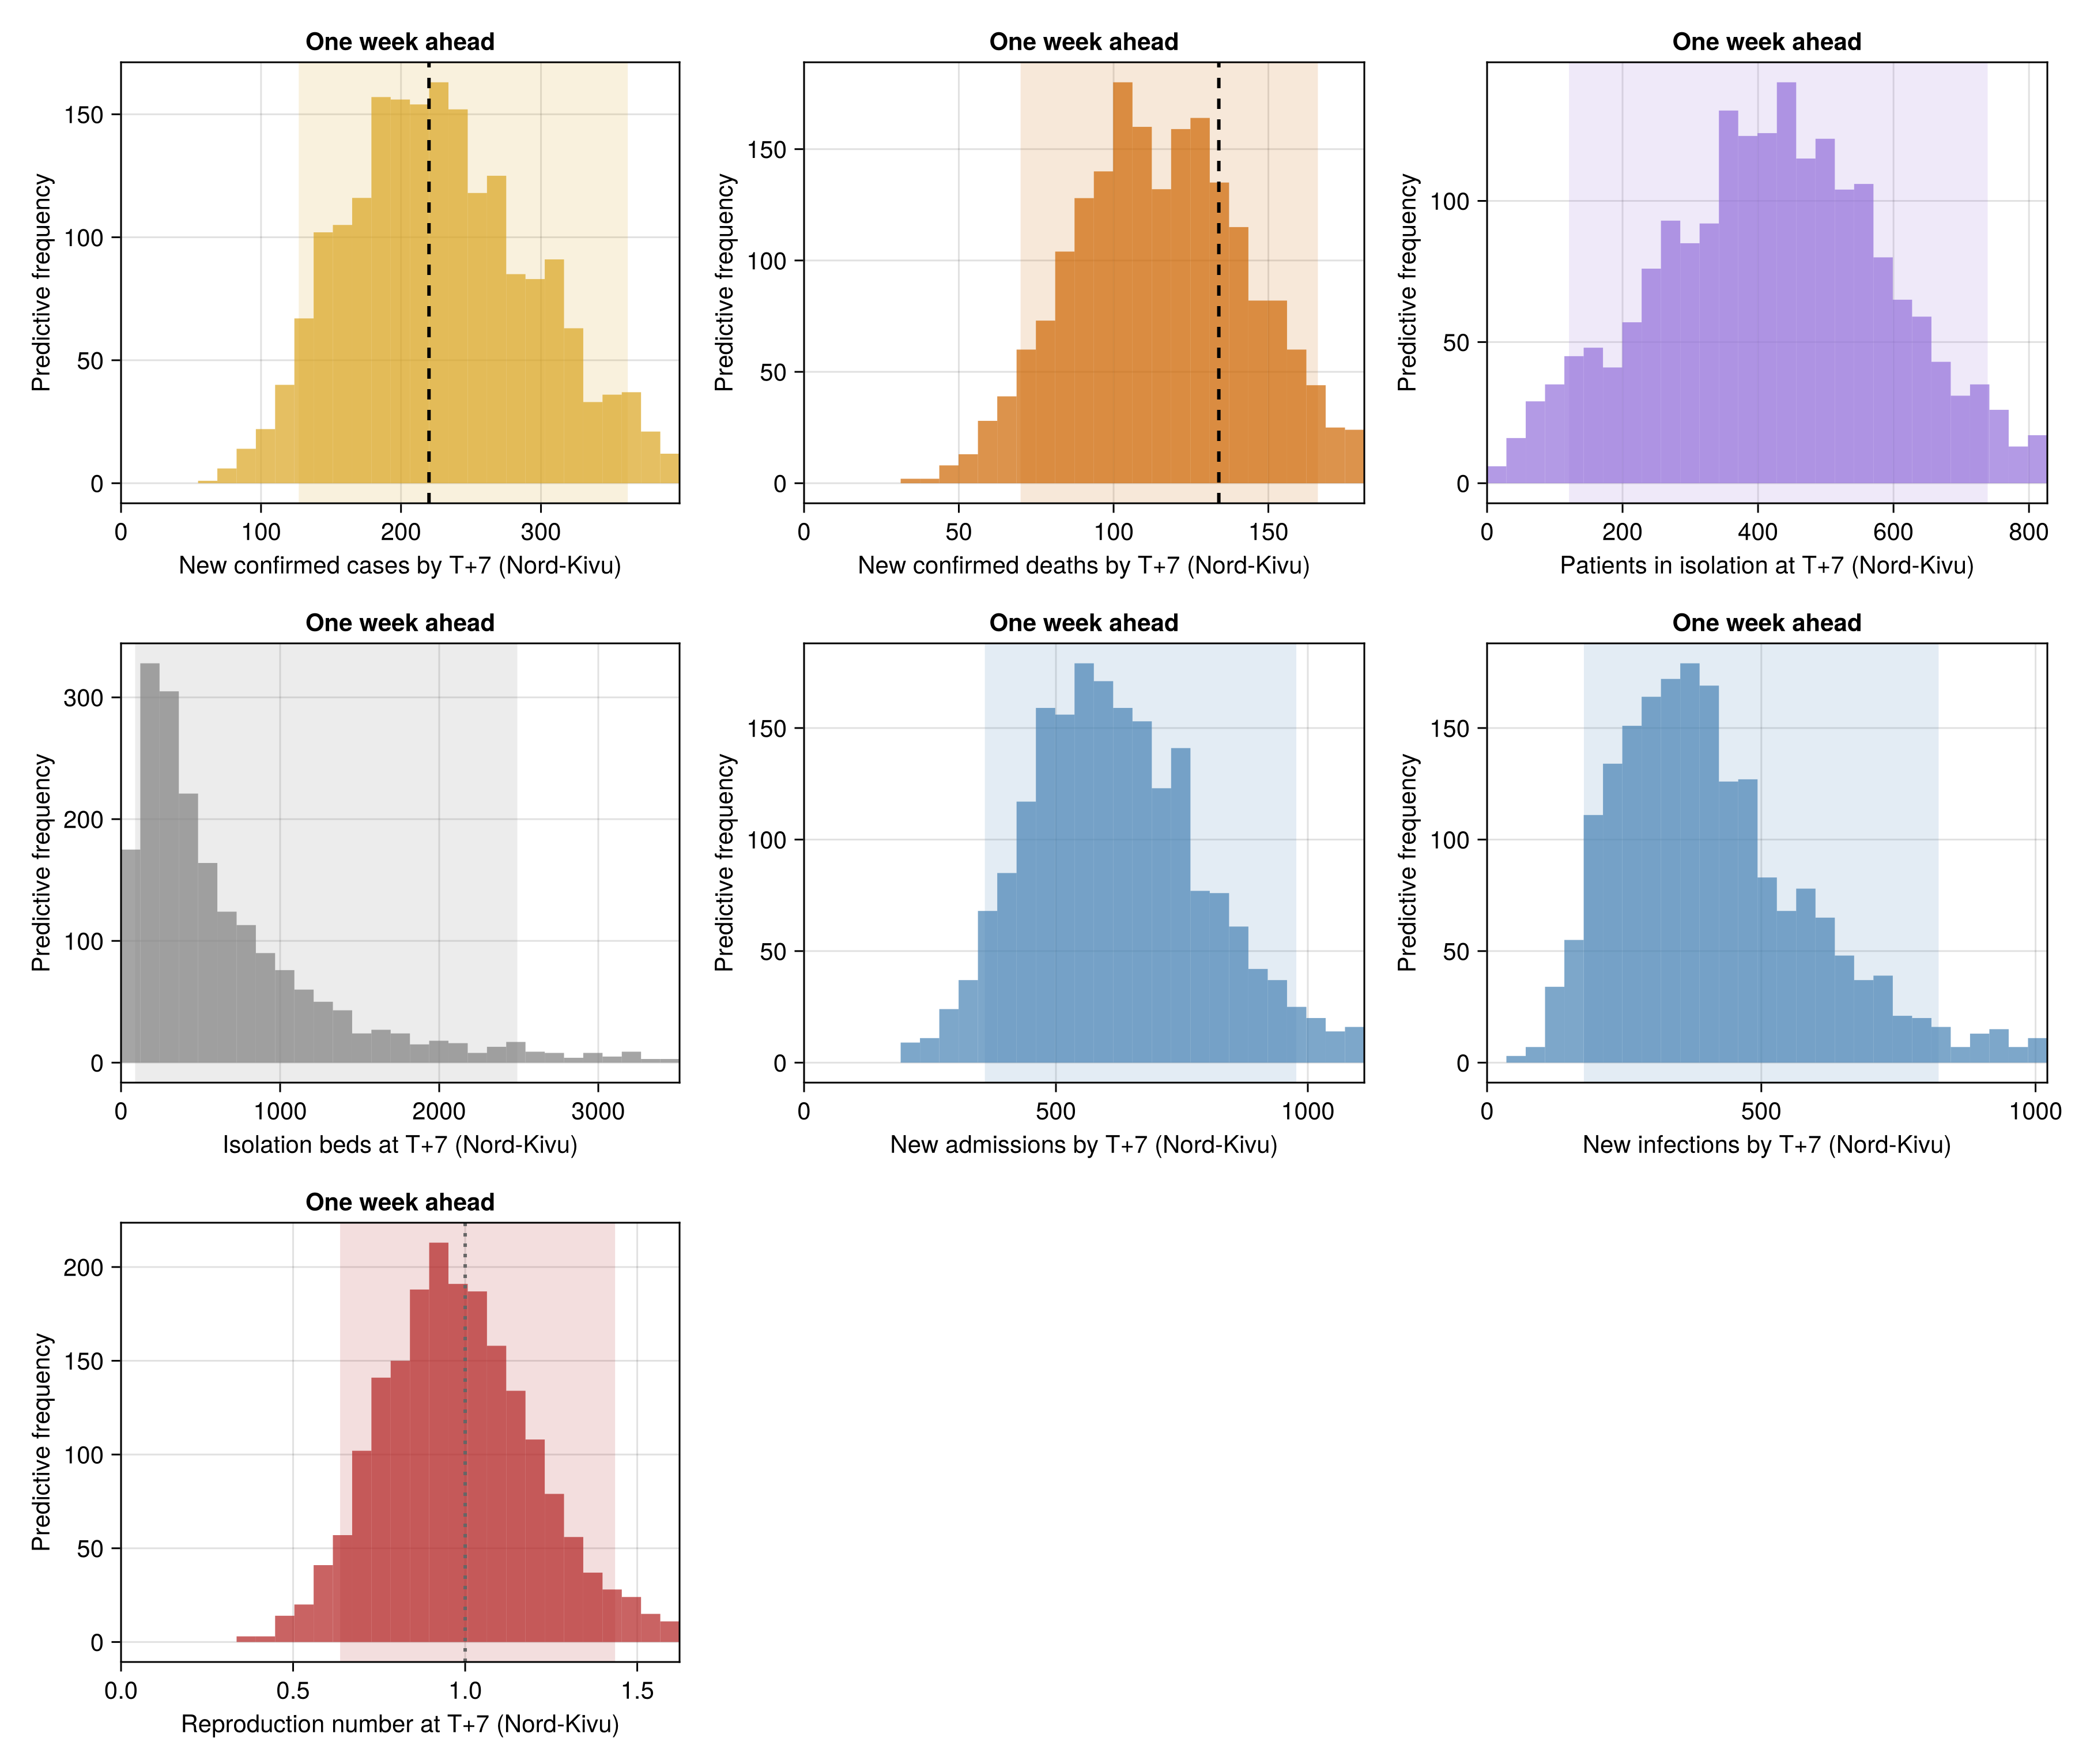 One week ahead
One week ahead
One week ahead
Predictive frequency
150
100
50
0
0
100
200
300
New confirmed cases by T+7 (Nord-Kivu)
Predictive frequency
150
100
50
0
0
50
100
150
New confirmed deaths by T+7 (Nord-Kivu)
Predictive frequency
100
50
0
0
200
400
600
800
Patients in isolation at T+7 (Nord-Kivu)
One week ahead
One week ahead
One week ahead
Predictive frequency
300
200
100
0
0
1000
2000
3000
Isolation beds at T+7 (Nord-Kivu)
Predictive frequency
150
100
50
0
0
500
1000
New admissions by T+7 (Nord-Kivu)
Predictive frequency
150
100
50
0
0
500
1000
New infections by T+7 (Nord-Kivu)
One week ahead
Predictive frequency
200
150
100
50
0
0.0
0.5
1.0
1.5
Reproduction number at T+7 (Nord-Kivu)